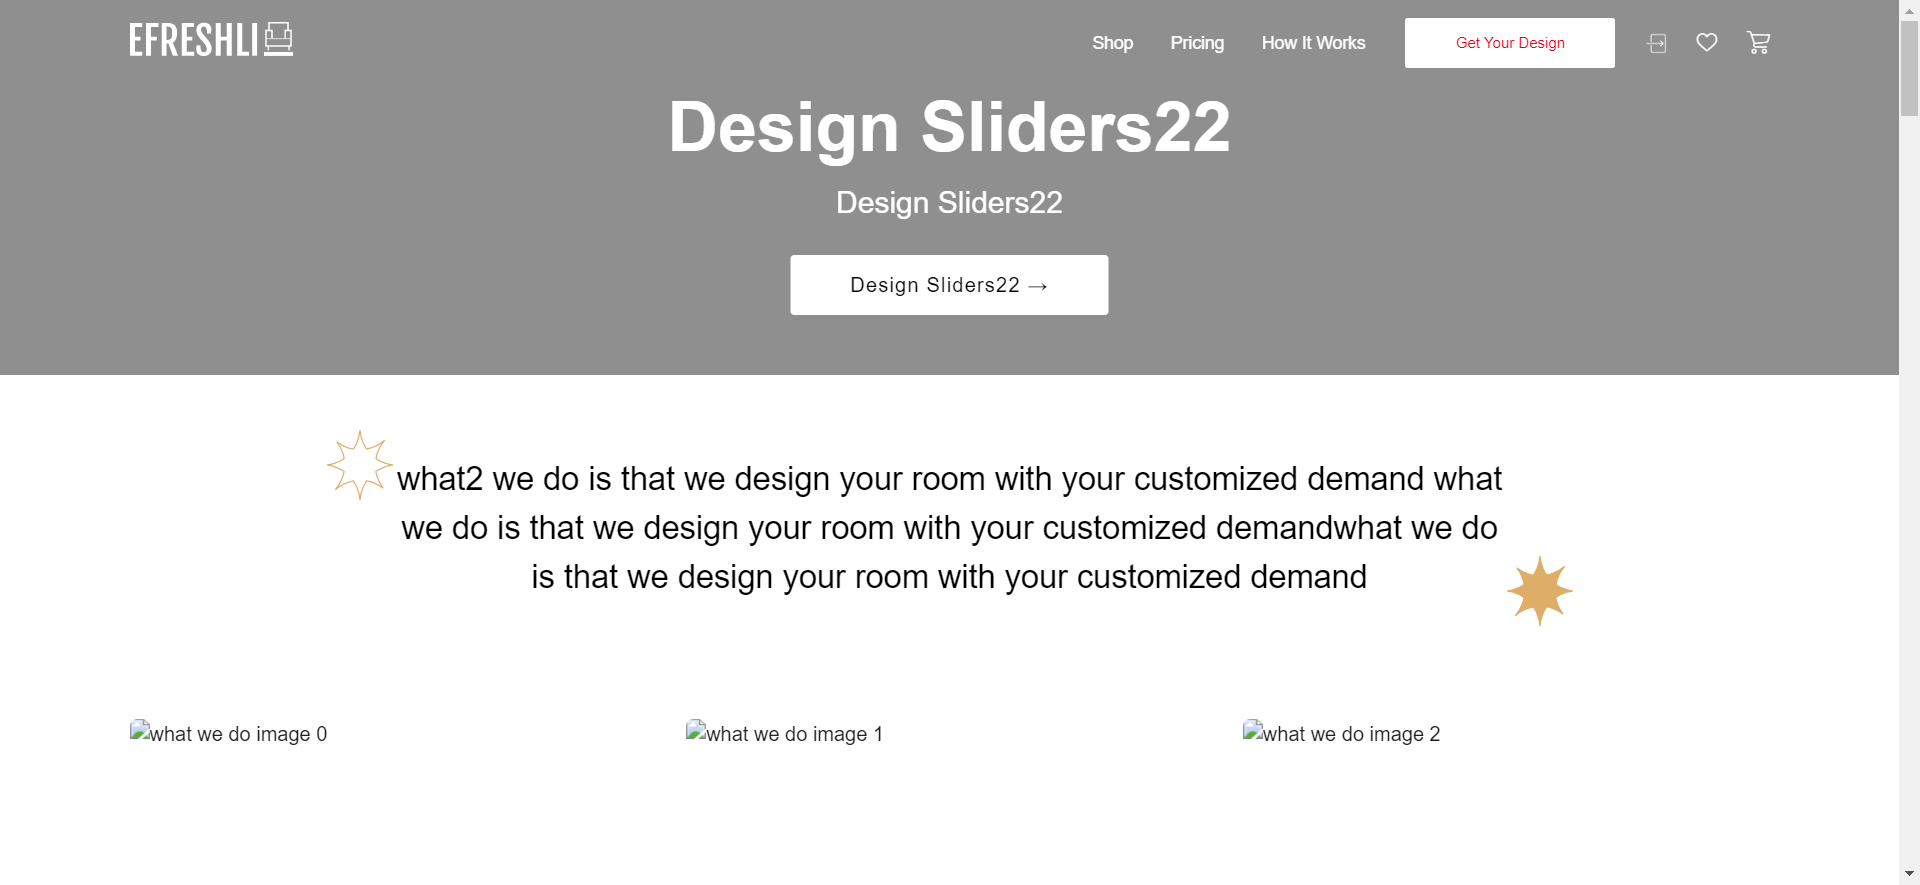 EFRESHLI
Shop Pricing How It Works Get Your Design
Design Sliders22
Design Sliders22
Design Sliders22 →
what2 we do is that we design your room with your customized demand what
we do is that we design your room with your customized demandwhat we do
is that we design your room with your customized demand
what we do image 0 what we do image 1 what we do image 2